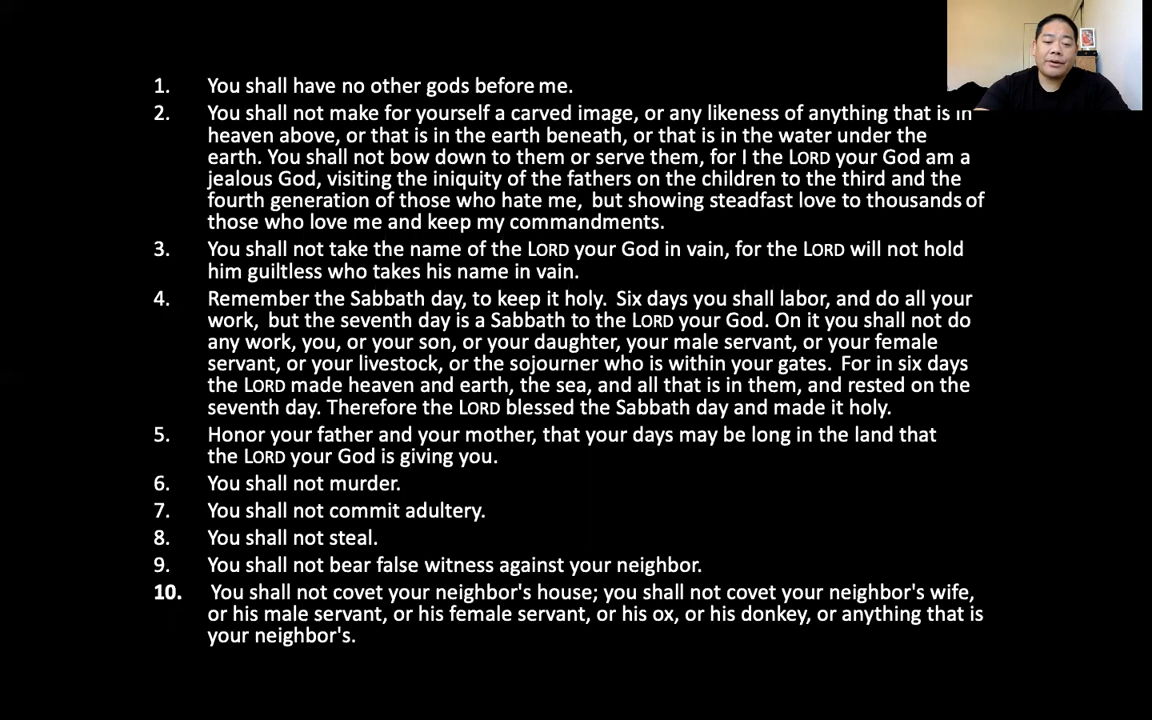 1. You shall have no other gods before me.
2. You shall not make for yourself a carved image, or any likeness of anything that is in
heaven above, or that is in the earth beneath, or that is in the water under the
earth. You shall not bow down to them or serve them, for I the LORD your God am a
jealous God, visiting the iniquity of the fathers on the children to the third and the
fourth generation of those who hate me, but showing steadfast love to thousands of
those who love me and keep my commandments.
3. You shall not take the name of the LORD your God in vain, for the LORD will not hold
him guiltless who takes his name in vain.
4. Remember the Sabbath day, to keep it holy. Six days you shall labor, and do all your
work, but the seventh day is a Sabbath to the LORD your God. On it you shall not do
any work, you, or your son, or your daughter, your male servant, or your female
servant, or your livestock, or the sojourner who is within your gates. For in six days
the LORD made heaven and earth, the sea, and all that is in them, and rested on the
seventh day. Therefore the LORD blessed the Sabbath day and made it holy.
5. Honor your father and your mother, that your days may be long in the land that
the LORD your God is giving you.
6. You shall not murder.
7. You shall not commit adultery.
8. You shall not steal.
9. You shall not bear false witness against your neighbor.
10. You shall not covet your neighbor's house; you shall not covet your neighbor's wife,
or his male servant, or his female servant, or his ox, or his donkey, or anything that is
your neighbor's.